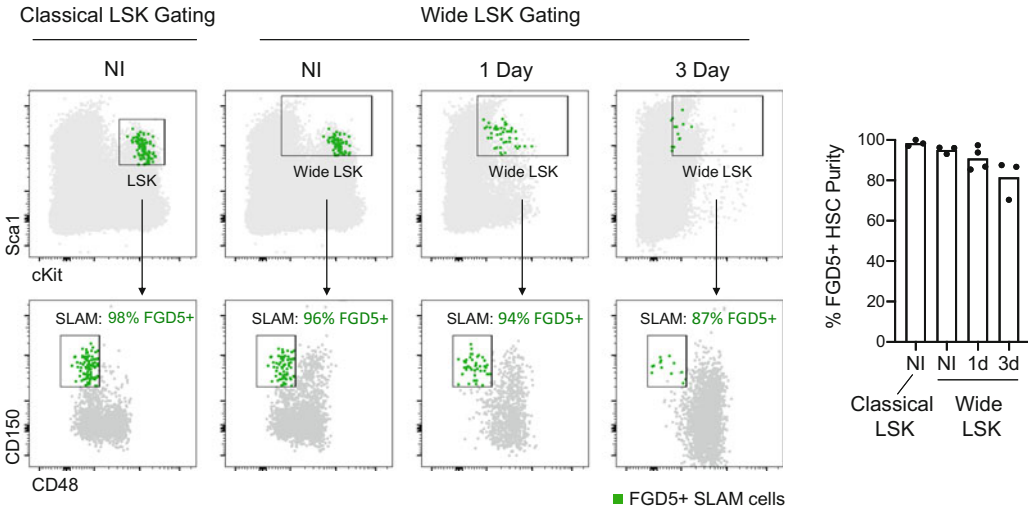 Classical LSK Gating
Wide LSK Gating
NI
NI
1 Day
3 Day
LSK
Wide LSK
Wide LSK
Wide LSK
Sca1
cKit
SLAM: 98% FGD5+
SLAM: 96% FGD5+
SLAM: 94% FGD5+
SLAM: 87% FGD5+
CD150
CD48
FGD5+ SLAM cells
% FGD5+ HSC Purity
100
80
60
40
20
0
NI
NI
1d
3d
Classical
LSK
Wide
LSK